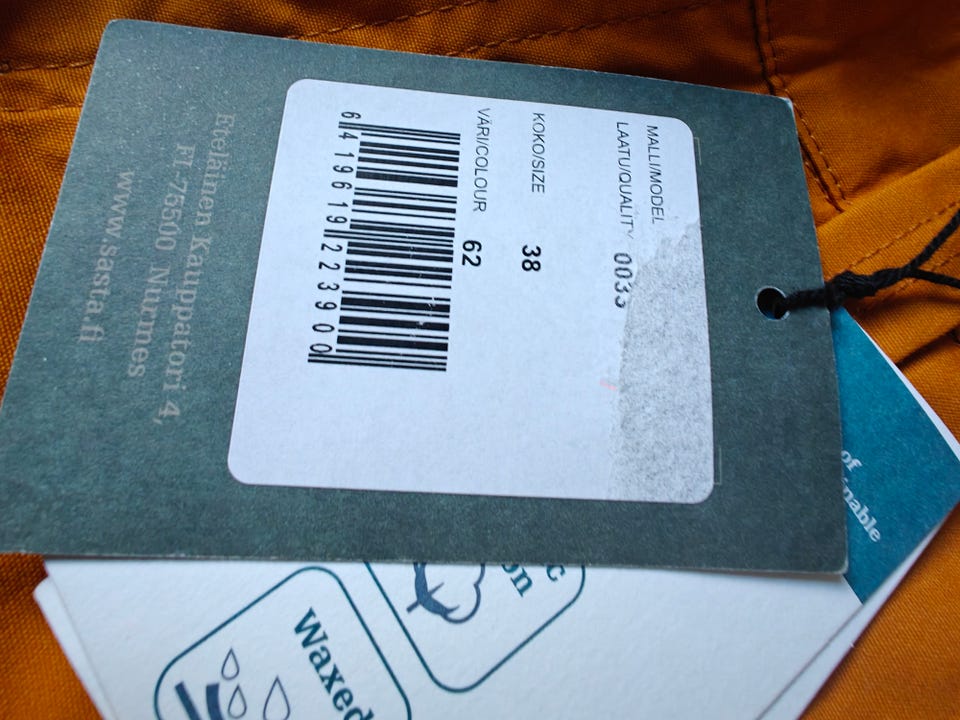 MALLI/MODEL
LAATU/QUALITY
KOKO/SIZE 38
VÄRI/COLOUR 62
6 419619 223900
Eteläinen Kauppatori 4,
FI-75500 Nurmes
www.sasta.fi
of
Waxed